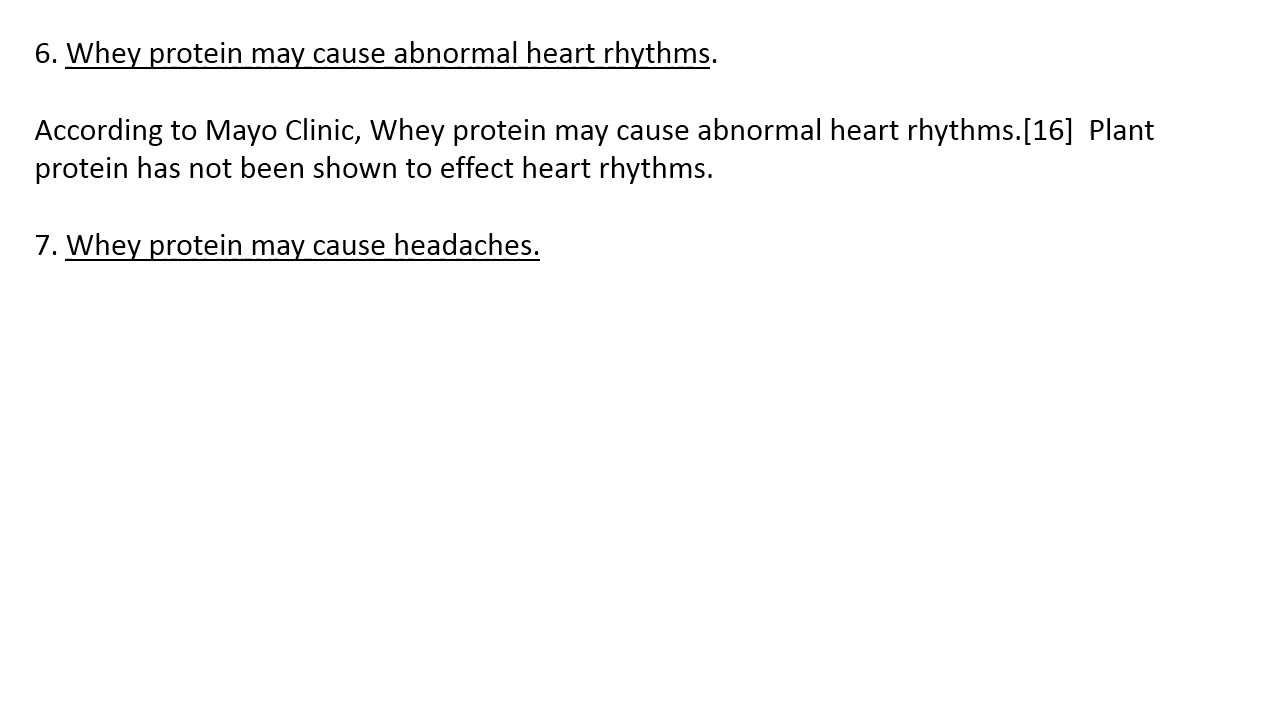 6. Whey protein may cause abnormal heart rhythms.
According to Mayo Clinic, Whey protein may cause abnormal heart rhythms.[16]  Plant
protein has not been shown to effect heart rhythms.
7. Whey protein may cause headaches.